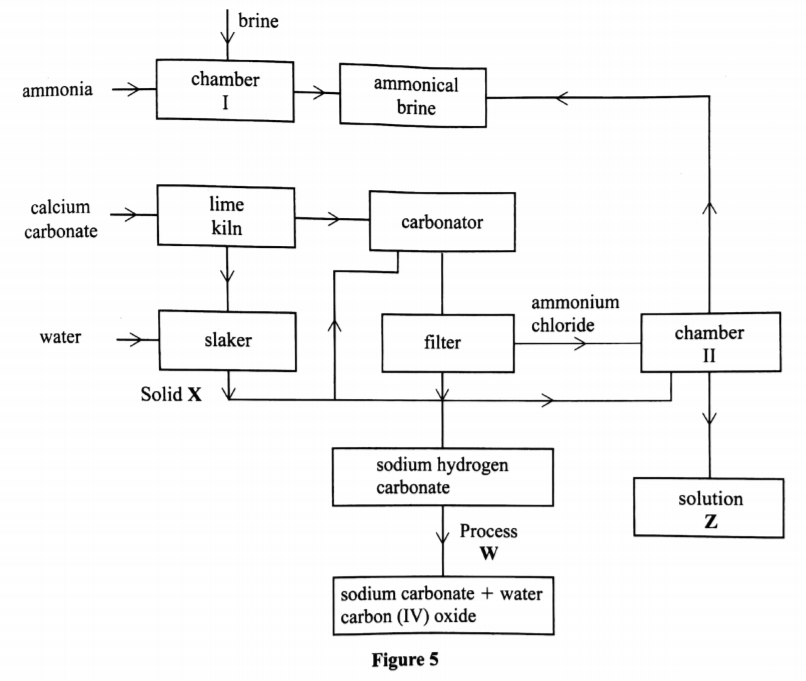 brine
ammonia
chamber
I
ammonical
brine
calcium
carbonate
lime
kiln
carbonator
water
slaker
filter
ammonium
chloride
chamber
II
Solid X
sodium hydrogen
carbonate
solution
Z
Process
W
sodium carbonate + water
carbon (IV) oxide
Figure 5